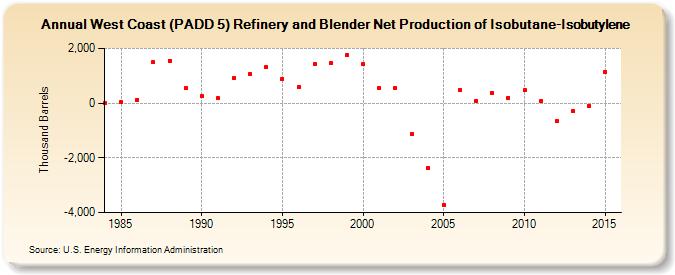 Annual West Coast (PADD 5) Refinery and Blender Net Production of Isobutane-Isobutylene
Thousand Barrels
2,000
0
-2,000
-4,000
1985 1990 1995 2000 2005 2010 2015
Source: U.S. Energy Information Administration